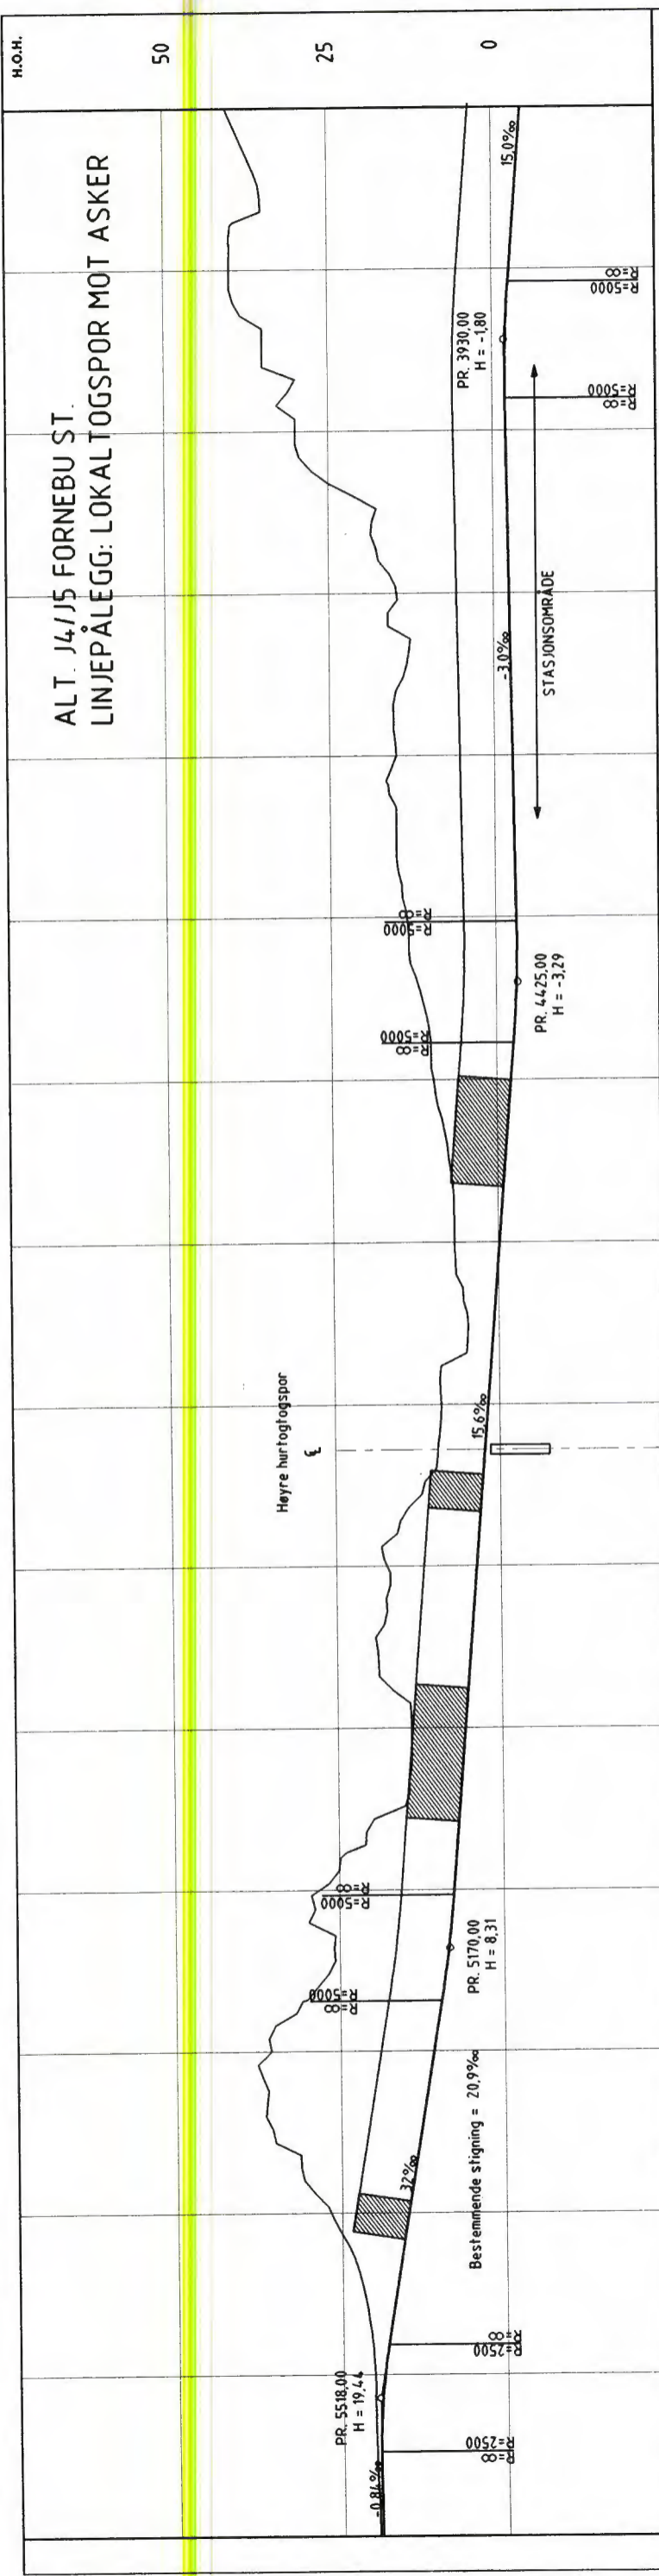 H.O.H.
50
25
0
ALT. J4/J5 FORNEBU ST.
LINJEPÅLEGG: LOKALTOGSPOR MOT ASKER
-0,84‰
PR. 5518,00
H = 19,44
R=∞
R=2500
R=2500
R=∞
Bestemmende stigning = 20,9‰
32‰
R=∞
R=5000
PR. 5170,00
H = 8,31
R=5000
R=∞
Høyre hurtogtogspor
15,6‰
R=∞
R=5000
PR. 4425,00
H = -3,29
R=5000
R=∞
STASJONSOMRÅDE
-3,0‰
R=∞
R=5000
PR. 3930,00
H = -1,80
R=5000
R=∞
15,0‰